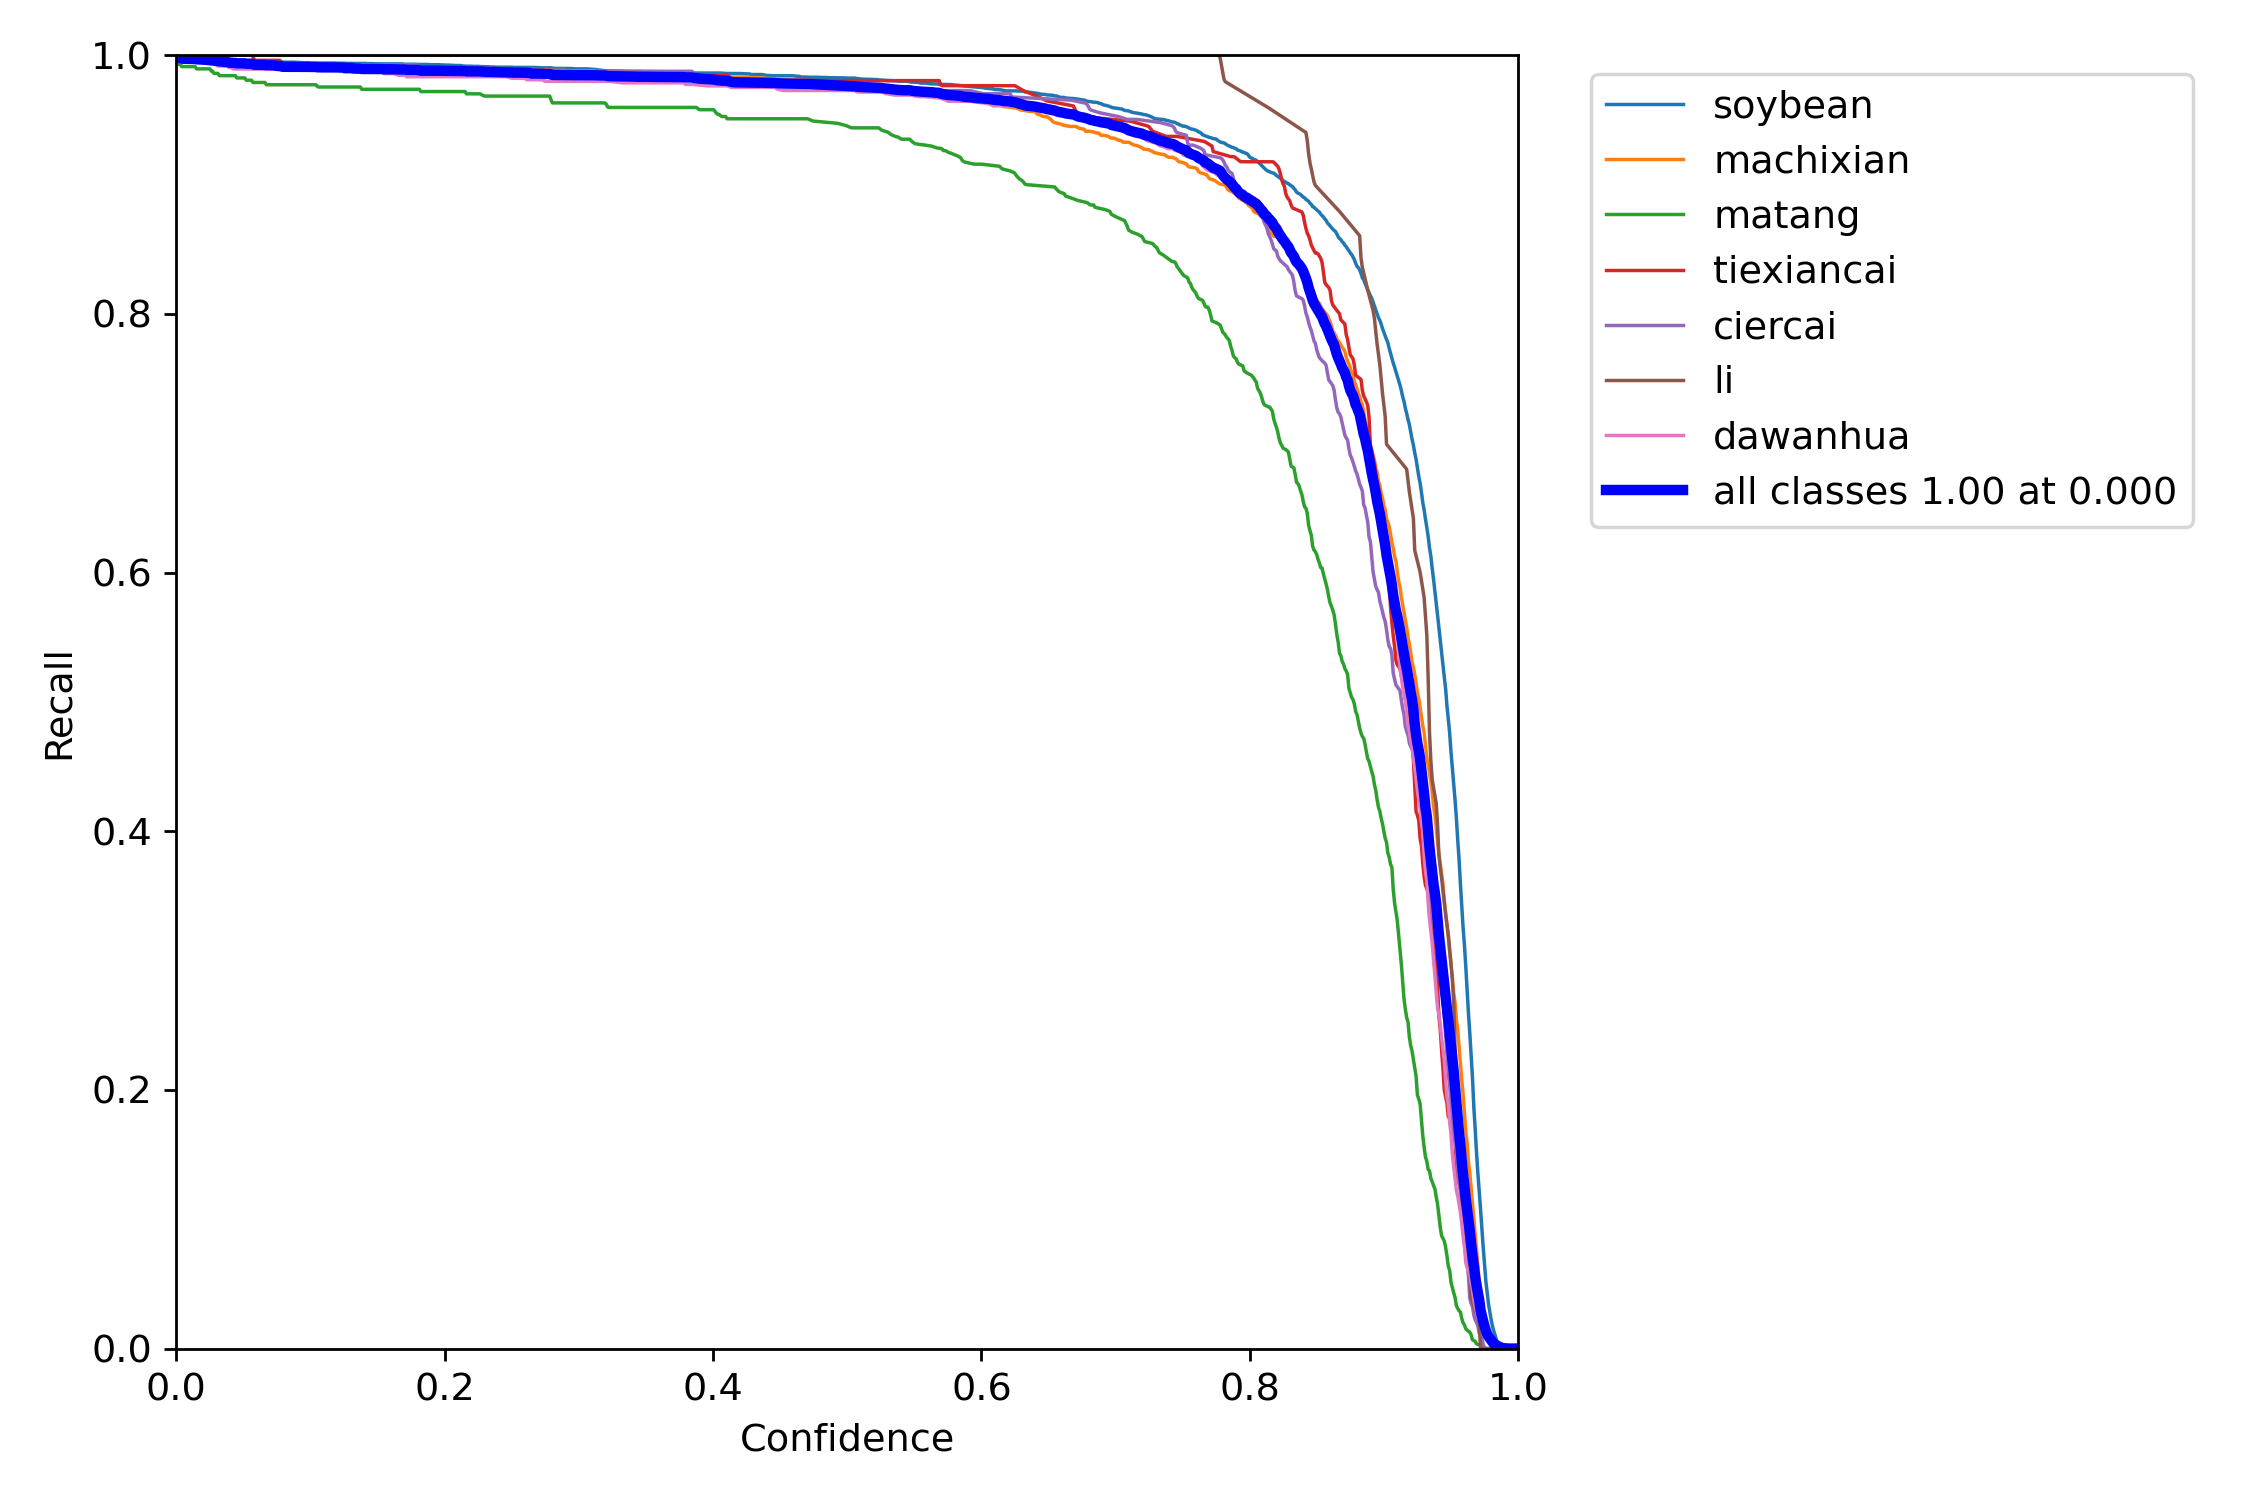 1.0
0.8
0.6
0.4
0.2
0.0
Recall
0.0 0.2 0.4 0.6 0.8 1.0
Confidence
soybean
machixian
matang
tiexiancai
ciercai
li
dawanhua
all classes 1.00 at 0.000